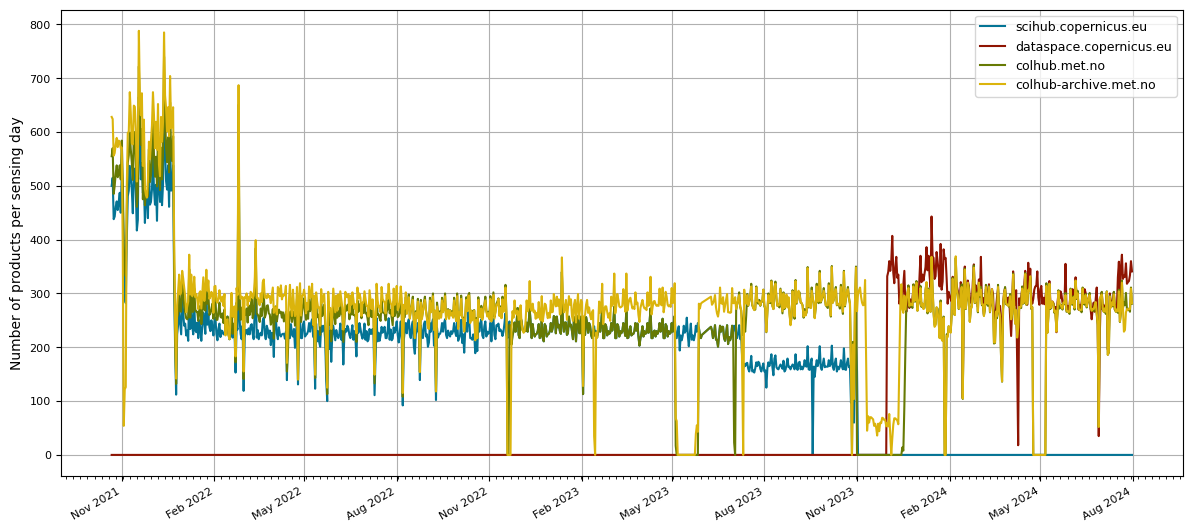 Number of products per sensing day
800
700
600
500
400
300
200
100
0
scihub.copernicus.eu
dataspace.copernicus.eu
colhub.met.no
colhub-archive.met.no
Nov 2021
Feb 2022
May 2022
Aug 2022
Nov 2022
Feb 2023
May 2023
Aug 2023
Nov 2023
Feb 2024
May 2024
Aug 2024